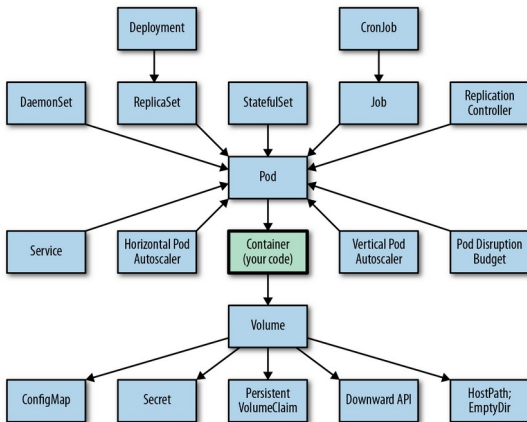 Deployment
CronJob
DaemonSet
ReplicaSet
StatefulSet
Job
Replication
Controller
Pod
Service
Horizontal Pod
Autoscaler
Container
(your code)
Vertical Pod
Autoscaler
Pod Disruption
Budget
Volume
ConfigMap
Secret
Persistent
VolumeClaim
Downward API
HostPath;
EmptyDir